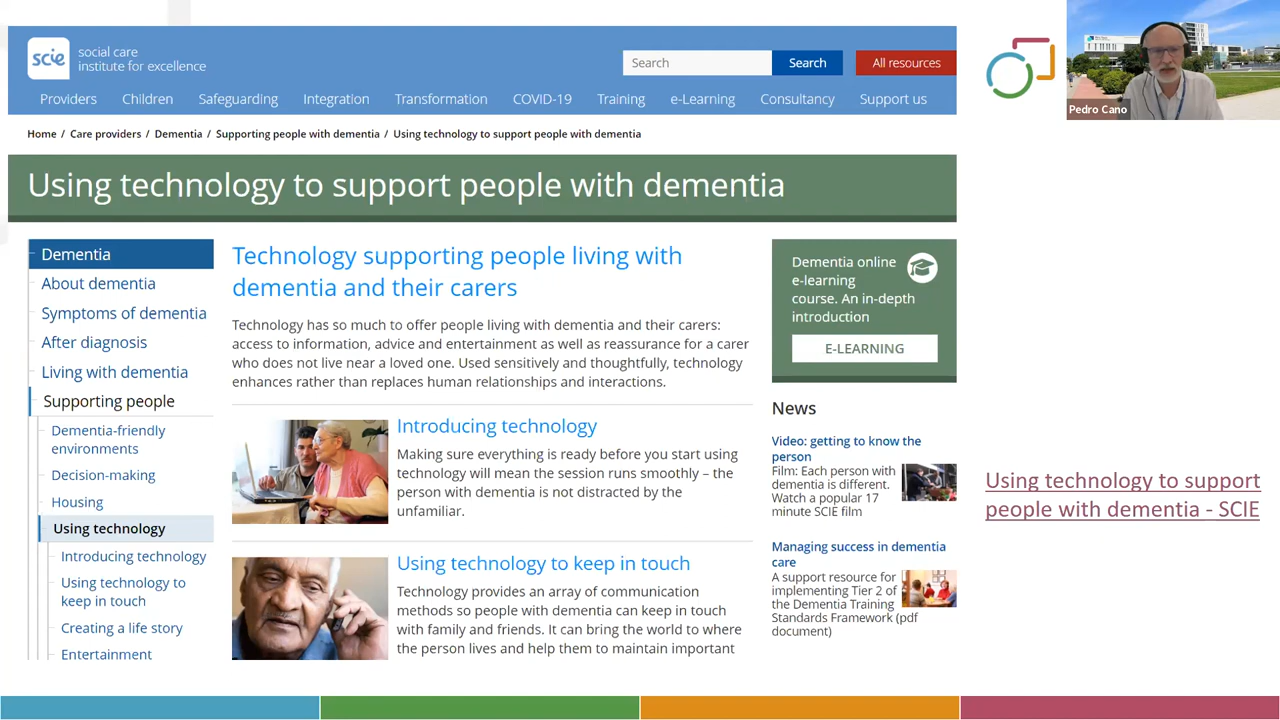 scie
social care
institute for excellence
Search
Search
All resources
Providers
Children
Safeguarding
Integration
Transformation
COVID-19
Training
e-Learning
Consultancy
Support us
Home / Care providers / Dementia / Supporting people with dementia / Using technology to support people with dementia
Using technology to support people with dementia
Dementia
About dementia
Symptoms of dementia
After diagnosis
Living with dementia
Supporting people
Dementia-friendly
environments
Decision-making
Housing
Using technology
Introducing technology
Using technology to
keep in touch
Creating a life story
Entertainment
Technology supporting people living with
dementia and their carers
Technology has so much to offer people living with dementia and their carers:
access to information, advice and entertainment as well as reassurance for a carer
who does not live near a loved one. Used sensitively and thoughtfully, technology
enhances rather than replaces human relationships and interactions.
Introducing technology
Making sure everything is ready before you start using
technology will mean the session runs smoothly – the
person with dementia is not distracted by the
unfamiliar.
Using technology to keep in touch
Technology provides an array of communication
methods so people with dementia can keep in touch
with family and friends. It can bring the world to where
the person lives and help them to maintain important
Dementia online
e-learning
course. An in-depth
introduction
E-LEARNING
News
Video: getting to know the
person
Film: Each person with
dementia is different.
Watch a popular 17
minute SCIE film
Managing success in dementia
care
A support resource for
implementing Tier 2 of
the Dementia Training
Standards Framework (pdf
document)
Pedro Cano
Using technology to support
people with dementia - SCIE